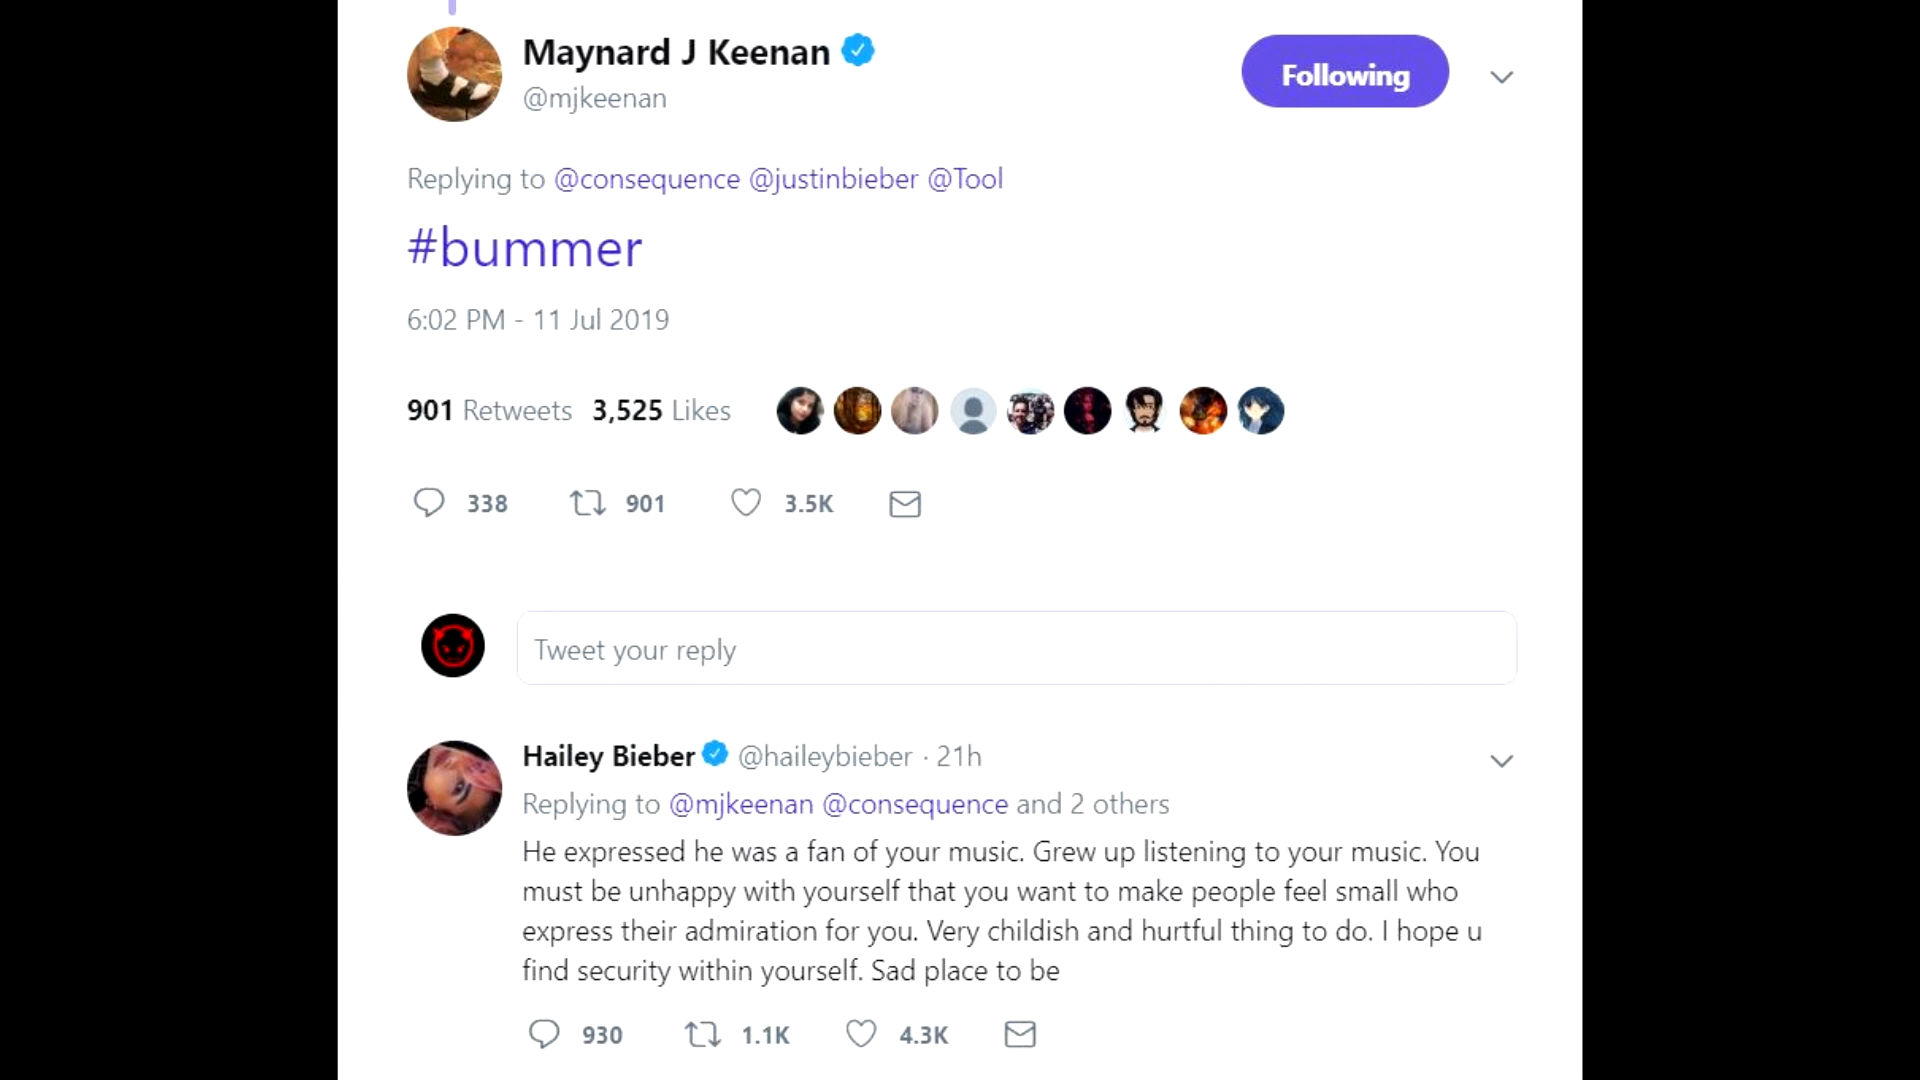 Maynard J Keenan
@mjkeenan
Following
Replying to @consequence @justinbieber @Tool
#bummer
6:02 PM - 11 Jul 2019
901 Retweets 3,525 Likes
338 901 3.5K
Tweet your reply
Hailey Bieber @haileybieber · 21h
Replying to @mjkeenan @consequence and 2 others
He expressed he was a fan of your music. Grew up listening to your music. You
must be unhappy with yourself that you want to make people feel small who
express their admiration for you. Very childish and hurtful thing to do. I hope u
find security within yourself. Sad place to be
930 1.1K 4.3K